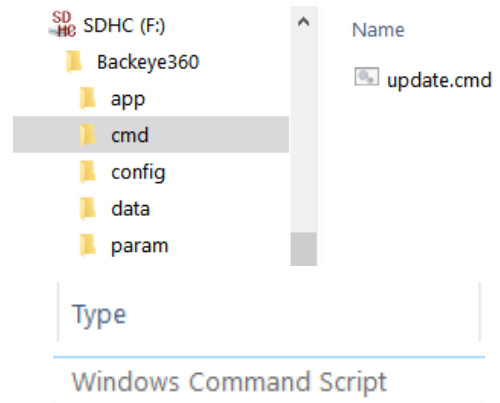 SD
HC
SDHC (F:)
Backeye360
app
cmd
config
data
param
Name
update.cmd
Type
Windows Command Script